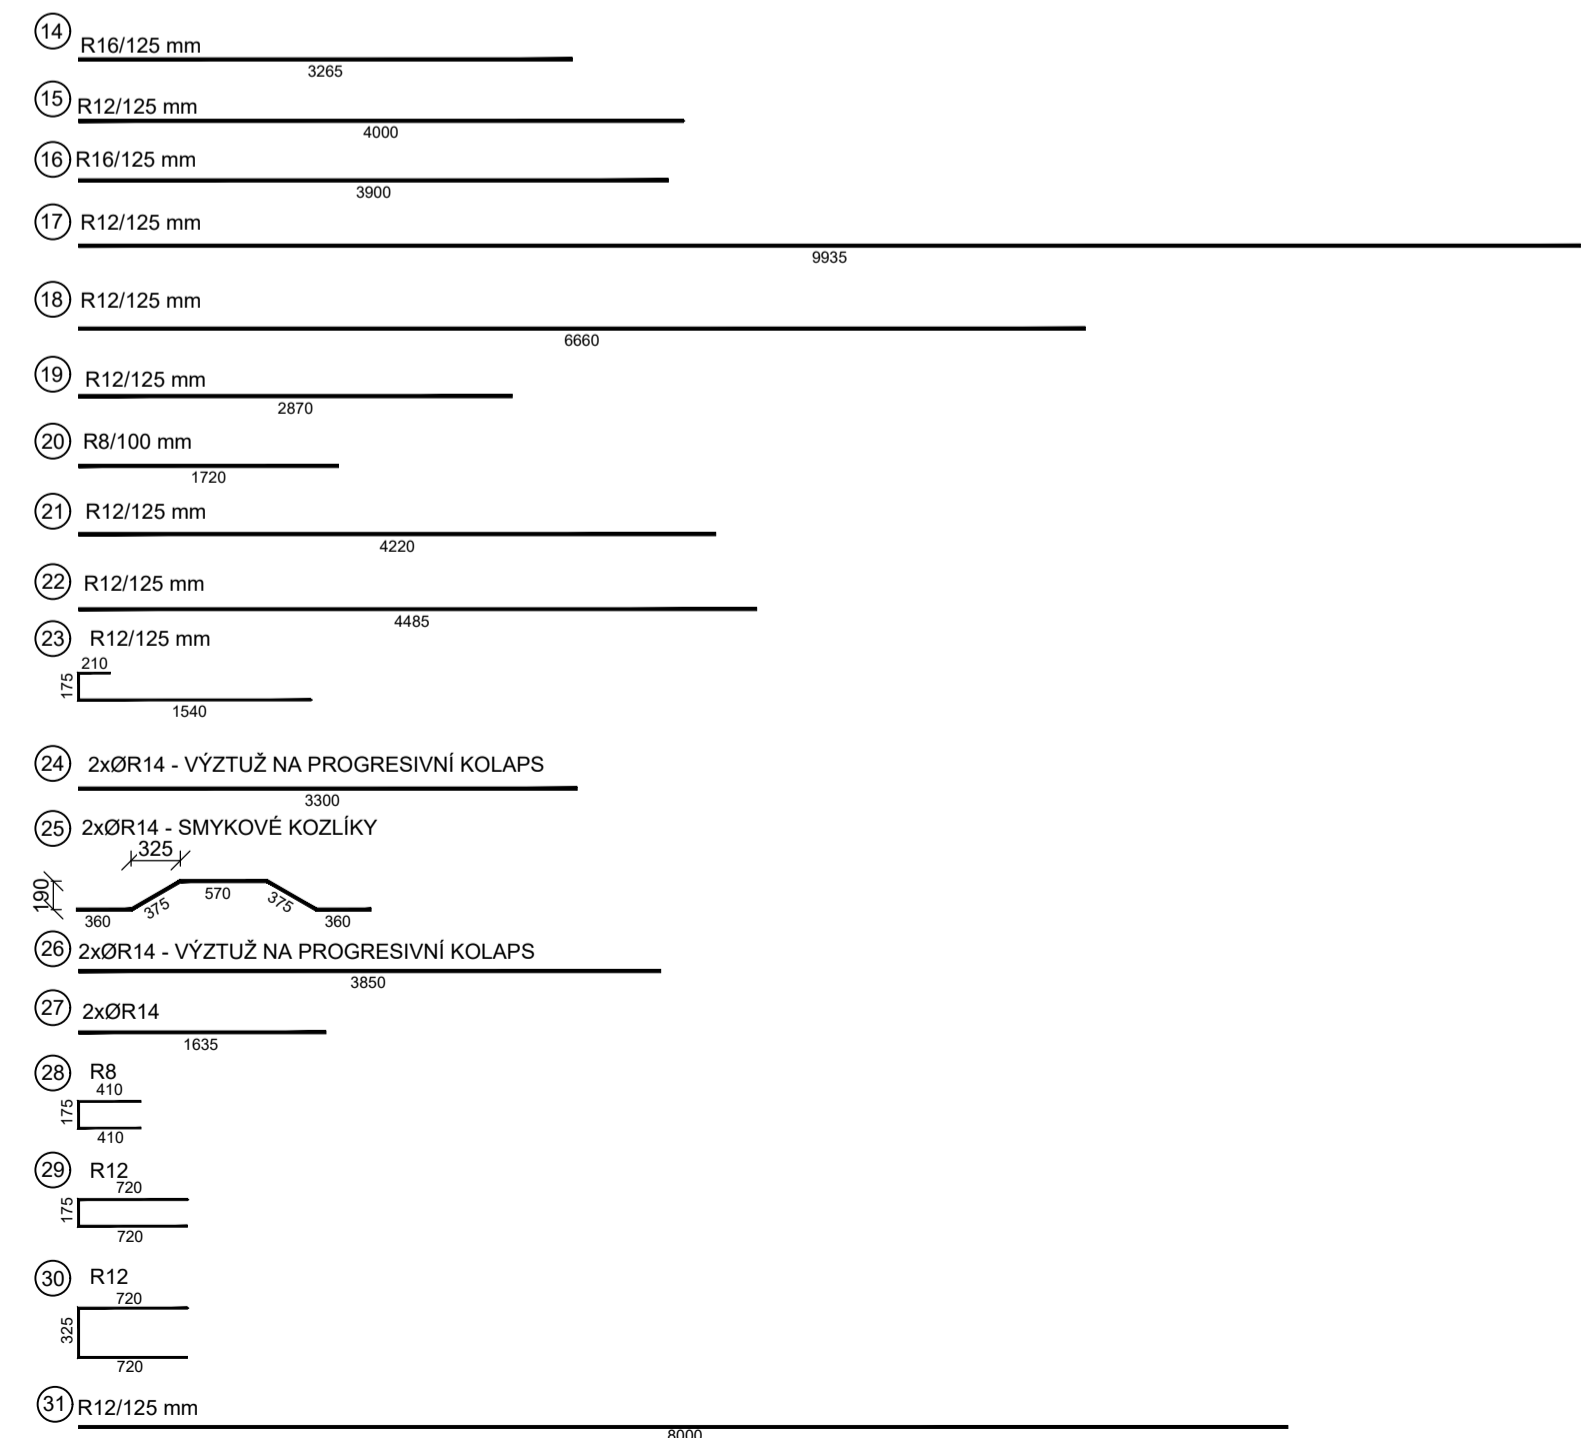 14
R16/125 mm
3265
15
R12/125 mm
4000
16
R16/125 mm
3900
17
R12/125 mm
9935
18
R12/125 mm
6660
19
R12/125 mm
2870
20
R8/100 mm
1720
21
R12/125 mm
4220
22
R12/125 mm
4485
23
R12/125 mm
210
175
1540
24
2xØR14 - VÝZTUŽ NA PROGRESIVNÍ KOLAPS
3300
25
2xØR14 - SMYKOVÉ KOZLÍKY
325
190
360
375
570
375
360
26
2xØR14 - VÝZTUŽ NA PROGRESIVNÍ KOLAPS
3850
27
2xØR14
1635
28
R8
410
175
410
29
R12
720
175
720
30
R12
720
325
720
31
R12/125 mm
8000